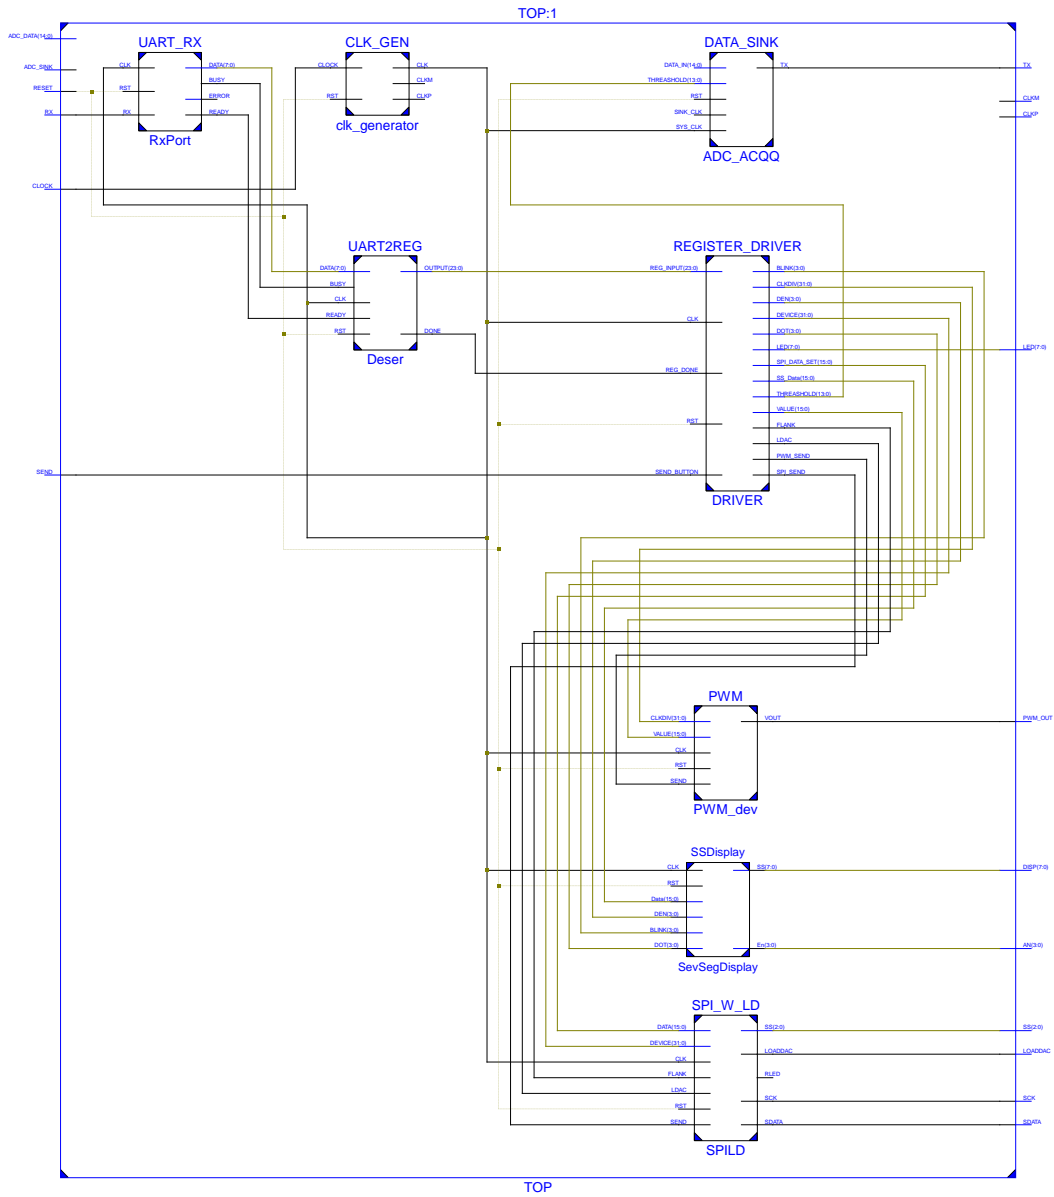 TOP:1
ADC_DATA(14:0)
ADC_SINK
RESET
RX
CLOCK
SEND
UART_RX
CLK
RST
RX
DATA(7:0)
BUSY
ERROR
READY
RxPort
CLK_GEN
CLOCK
RST
CLK
CLKM
CLKP
clk_generator
DATA_SINK
DATA_IN(14:0)
THREASHOLD(13:0)
RST
SINK_CLK
SYS_CLK
TX
ADC_ACQQ
TX
CLKM
CLKP
UART2REG
DATA(7:0)
BUSY
CLK
READY
RST
OUTPUT(23:0)
DONE
Deser
REGISTER_DRIVER
REG_INPUT(23:0)
CLK
REG_DONE
RST
SEND_BUTTON
BLINK(3:0)
CLKDIV(31:0)
DEN(3:0)
DEVICE(31:0)
DOT(3:0)
LED(7:0)
SPI_DATA_SET(15:0)
SS_Data(15:0)
THREASHOLD(13:0)
VALUE(15:0)
FLANK
LDAC
PWM_SEND
SPI_SEND
DRIVER
LED(7:0)
PWM
CLKDIV(31:0)
VALUE(15:0)
CLK
RST
SEND
VOUT
PWM_dev
PWM_OUT
SSDisplay
CLK
RST
Data(15:0)
DEN(3:0)
BLINK(3:0)
DOT(3:0)
SS(7:0)
En(3:0)
SevSegDisplay
DISP(7:0)
AN(3:0)
SPI_W_LD
DATA(15:0)
DEVICE(31:0)
CLK
FLANK
LDAC
RST
SEND
SS(2:0)
LOADDAC
RLED
SCK
SDATA
SPILD
SS(2:0)
LOADDAC
SCK
SDATA
TOP